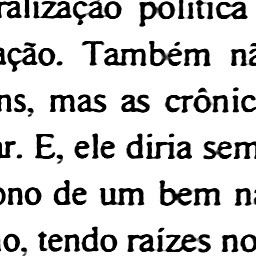 ralização política
ação. Também nã
ns, mas as crônic
ar. E, ele diria sem
ono de um bem na
o, tendo raízes no